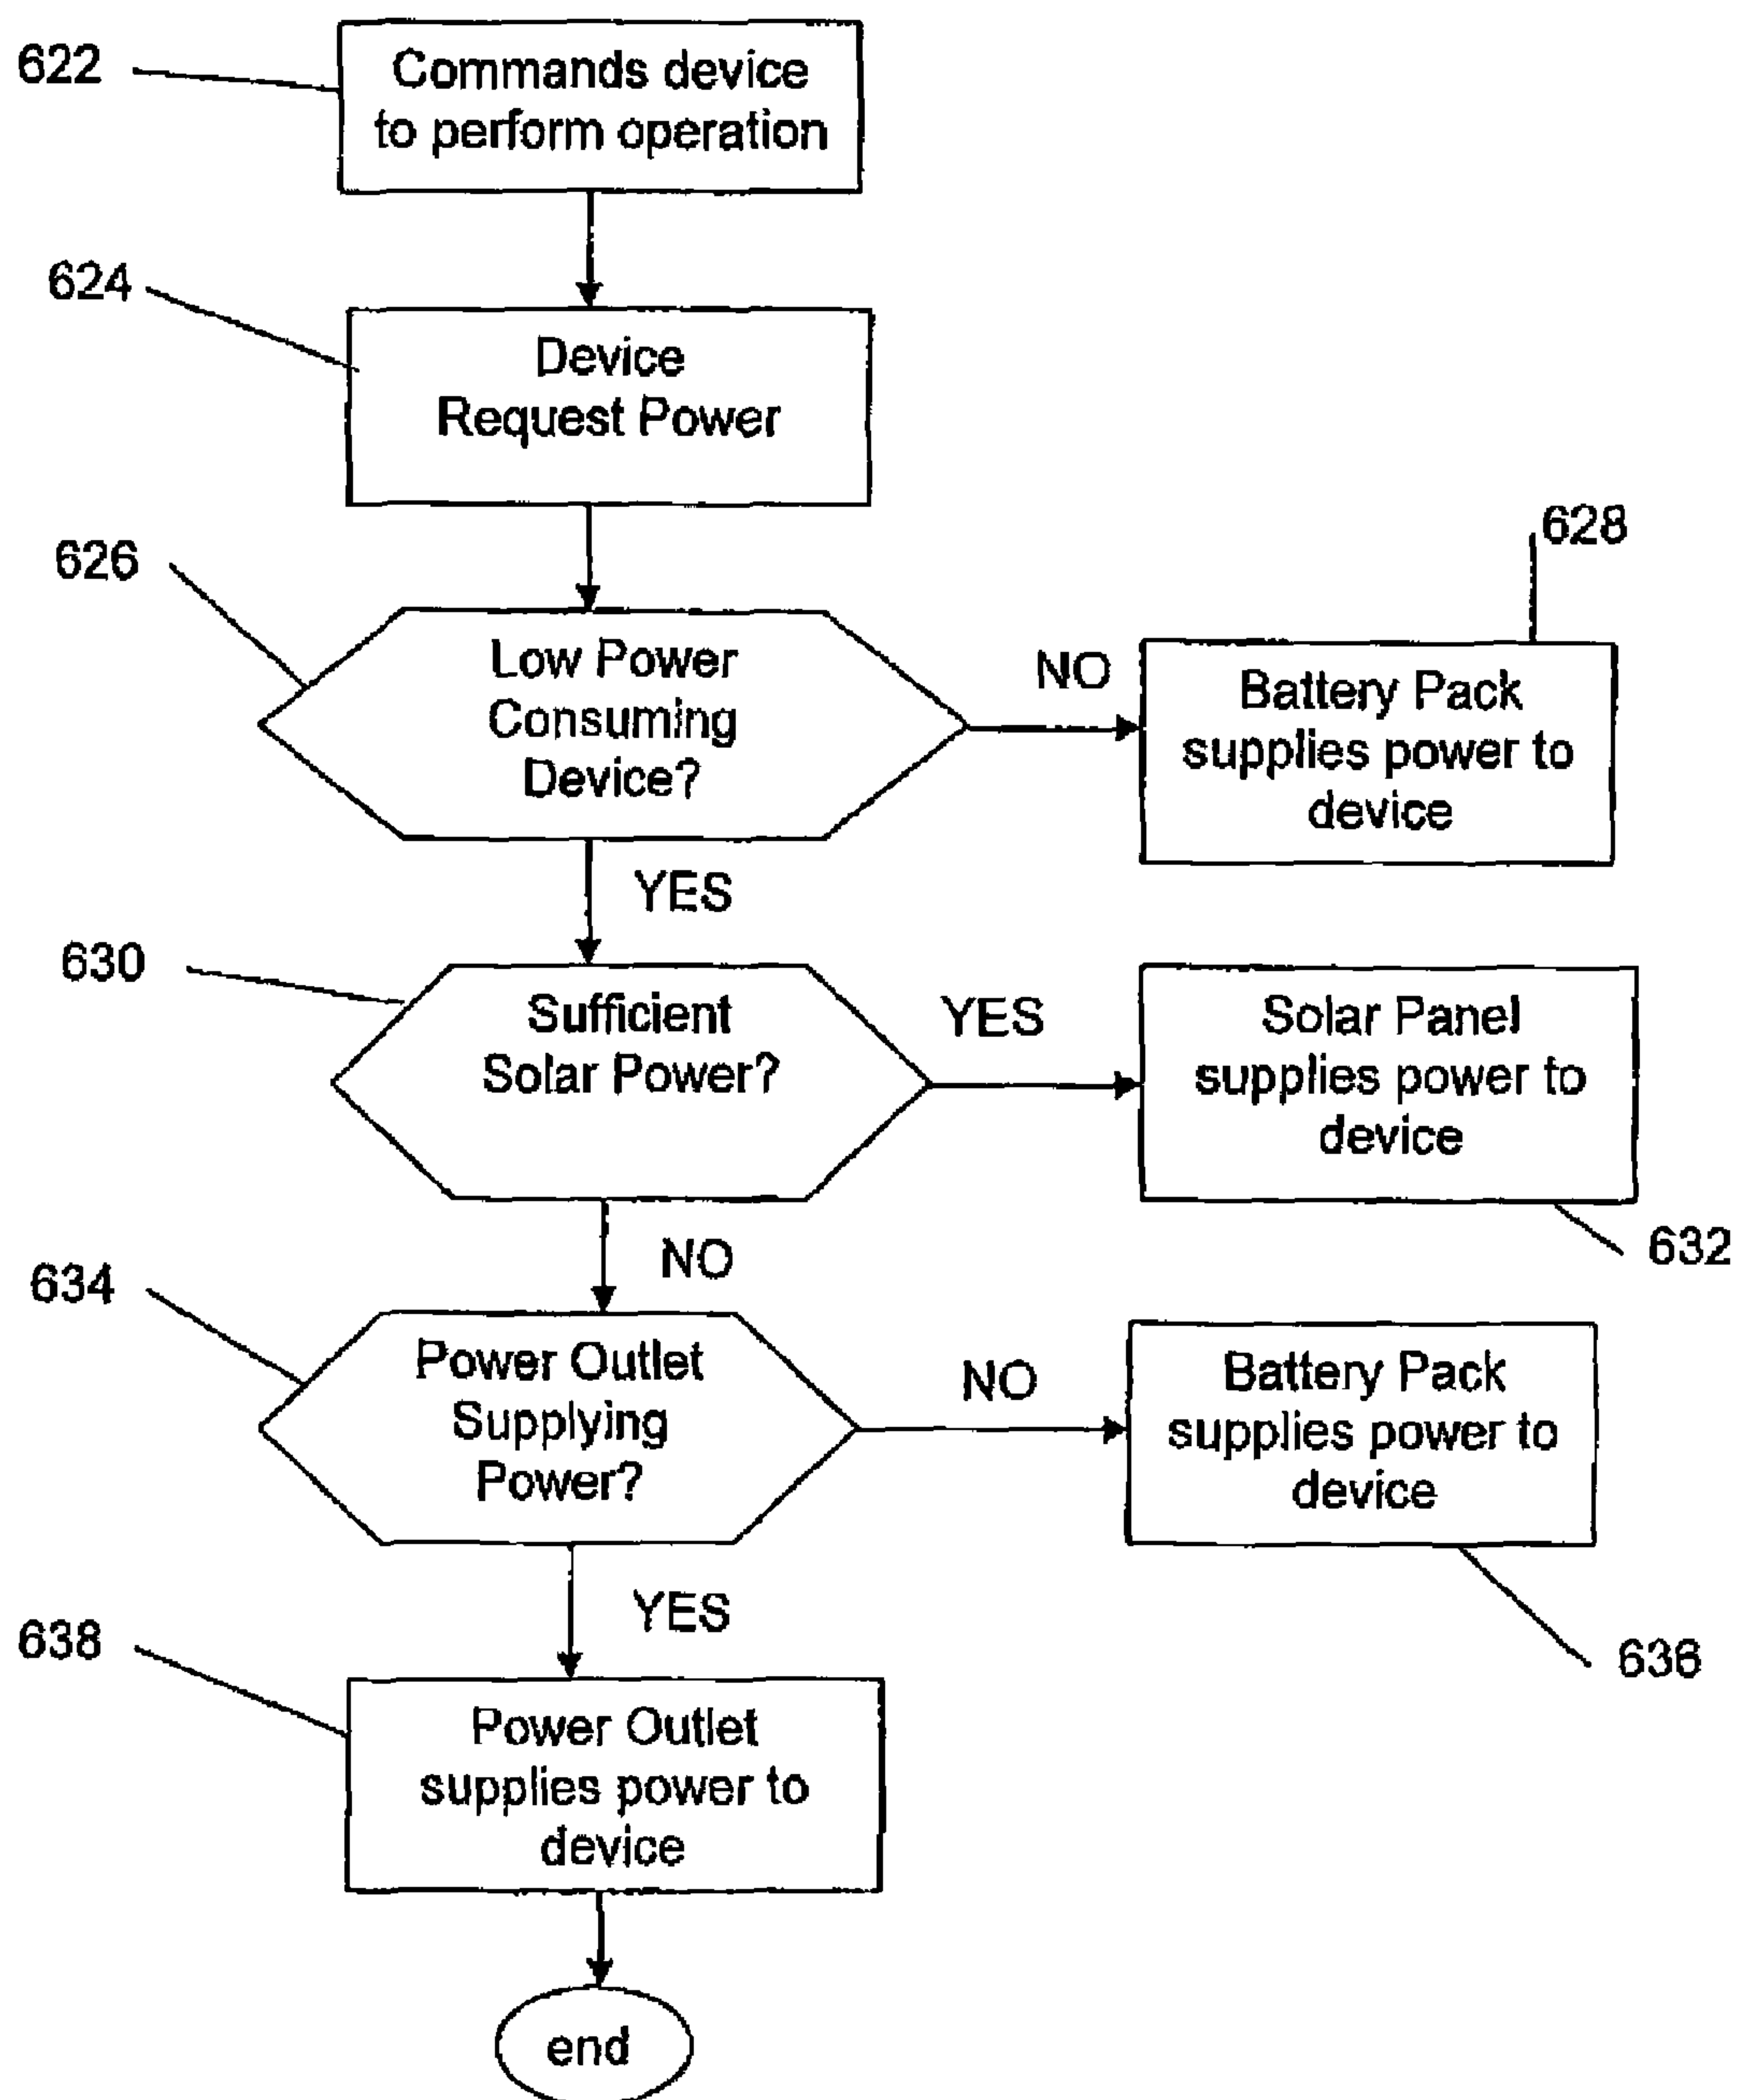 622
Commands device
to perform operation
624
Device
Request Power
626
Low Power
Consuming
Device?
NO
628
Battery Pack
supplies power to
device
YES
630
Sufficient
Solar Power?
YES
Solar Panel
supplies power to
device
632
NO
634
Power Outlet
Supplying
Power?
NO
Battery Pack
supplies power to
device
636
YES
638
Power Outlet
supplies power to
device
end